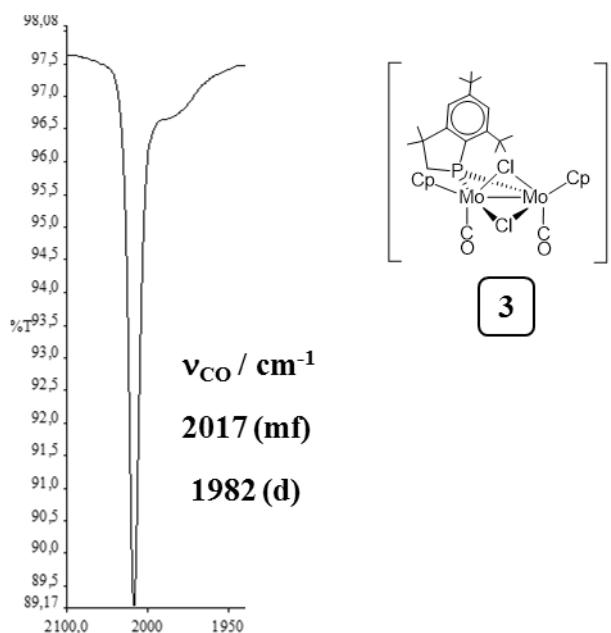 98,08
97,5
97,0
96,5
96,0
95,5
95,0
94,5
94,0
%T
93,5
93,0
92,5
92,0
91,5
91,0
90,5
90,0
89,5
89,17
2100,0
2000
1950
νCO / cm-1
2017 (mf)
1982 (d)
P
Cl
Cp
Cp
Mo
Mo
Cl
C
O
C
O
3